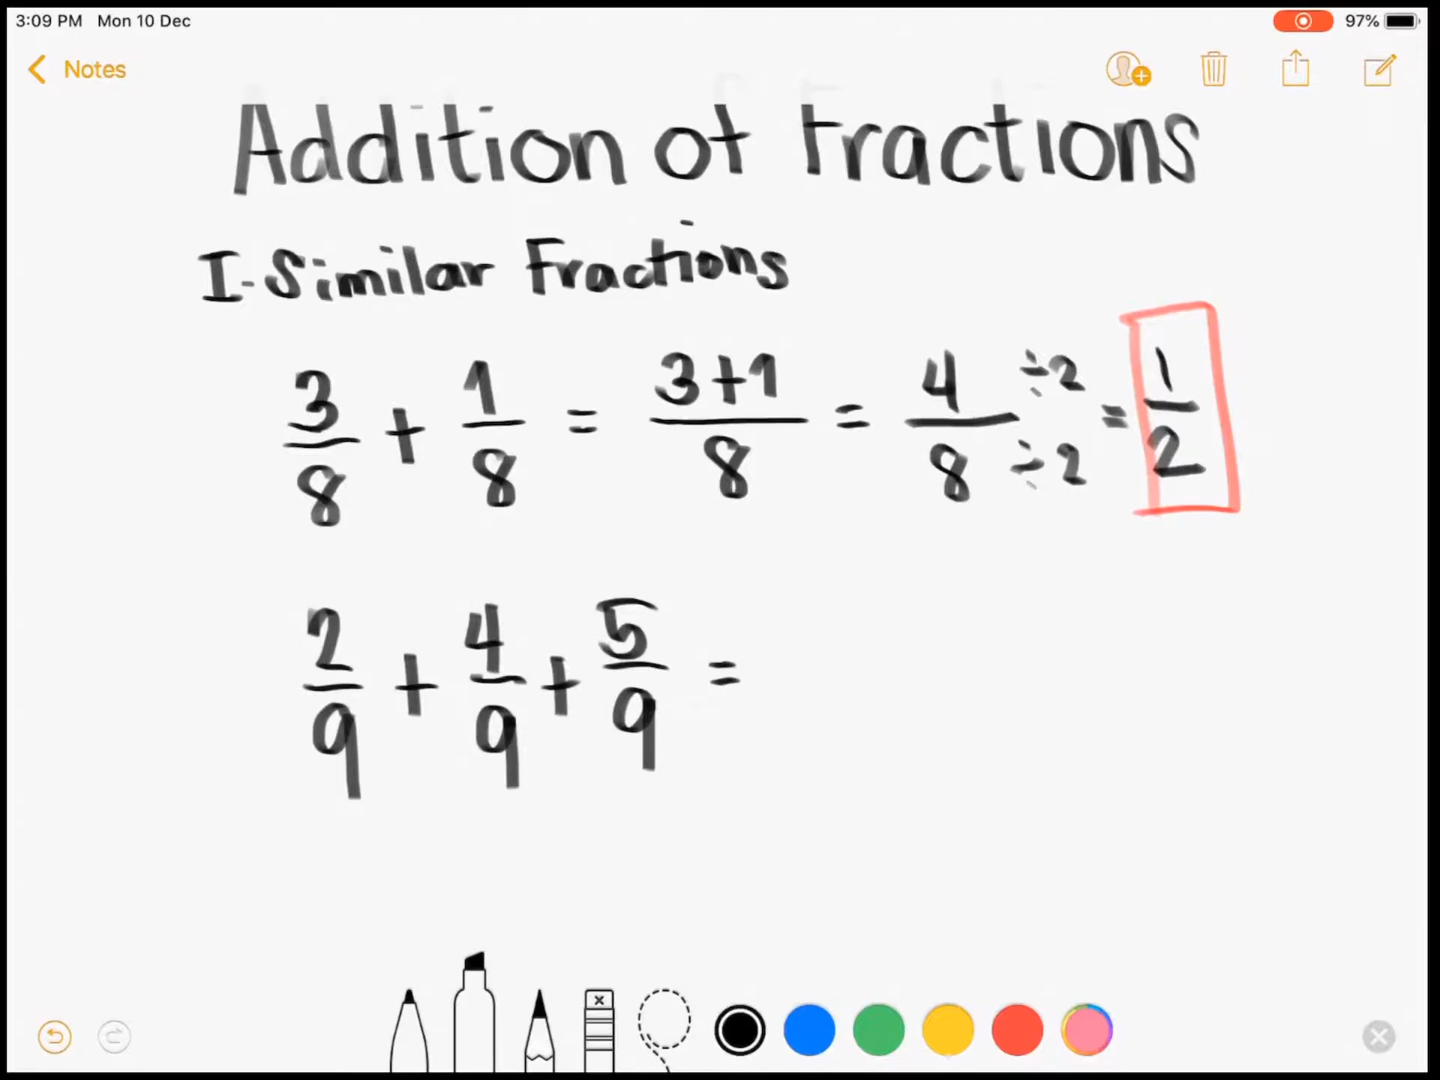 3:09 PM Mon 10 Dec 97%
Notes
Addition of Fractions
I-Similar Fractions
3/8 + 1/8 = 3+1/8 = 4/8 ÷2/÷2 = 1/2
2/9 + 4/9 + 5/9 =